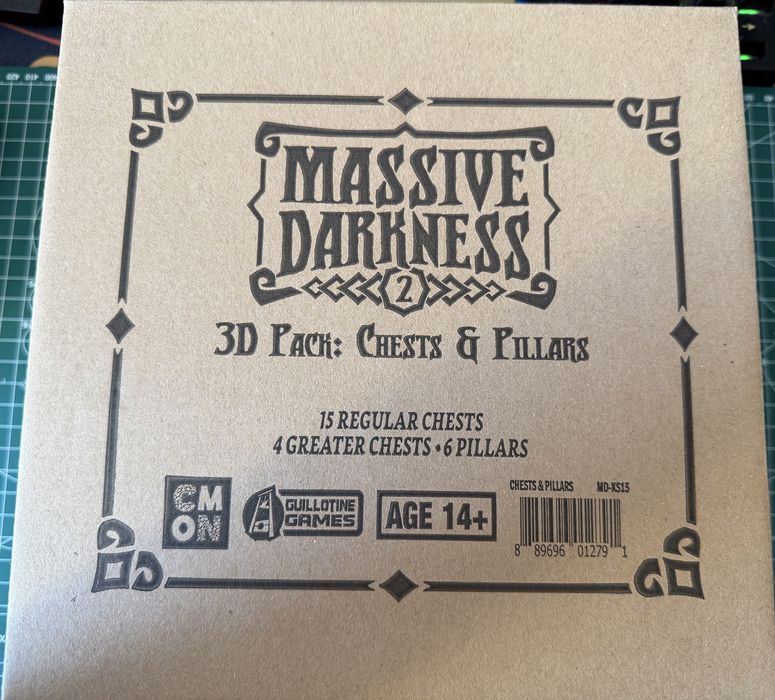 MASSIVE
DARKNESS
2
3D Pack: Chests & Pillars
15 REGULAR CHESTS
4 GREATER CHESTS • 6 PILLARS
CMON
GUILLOTINE GAMES
AGE 14+
CHESTS & PILLARS MD-KS15
8 89696 01279 1